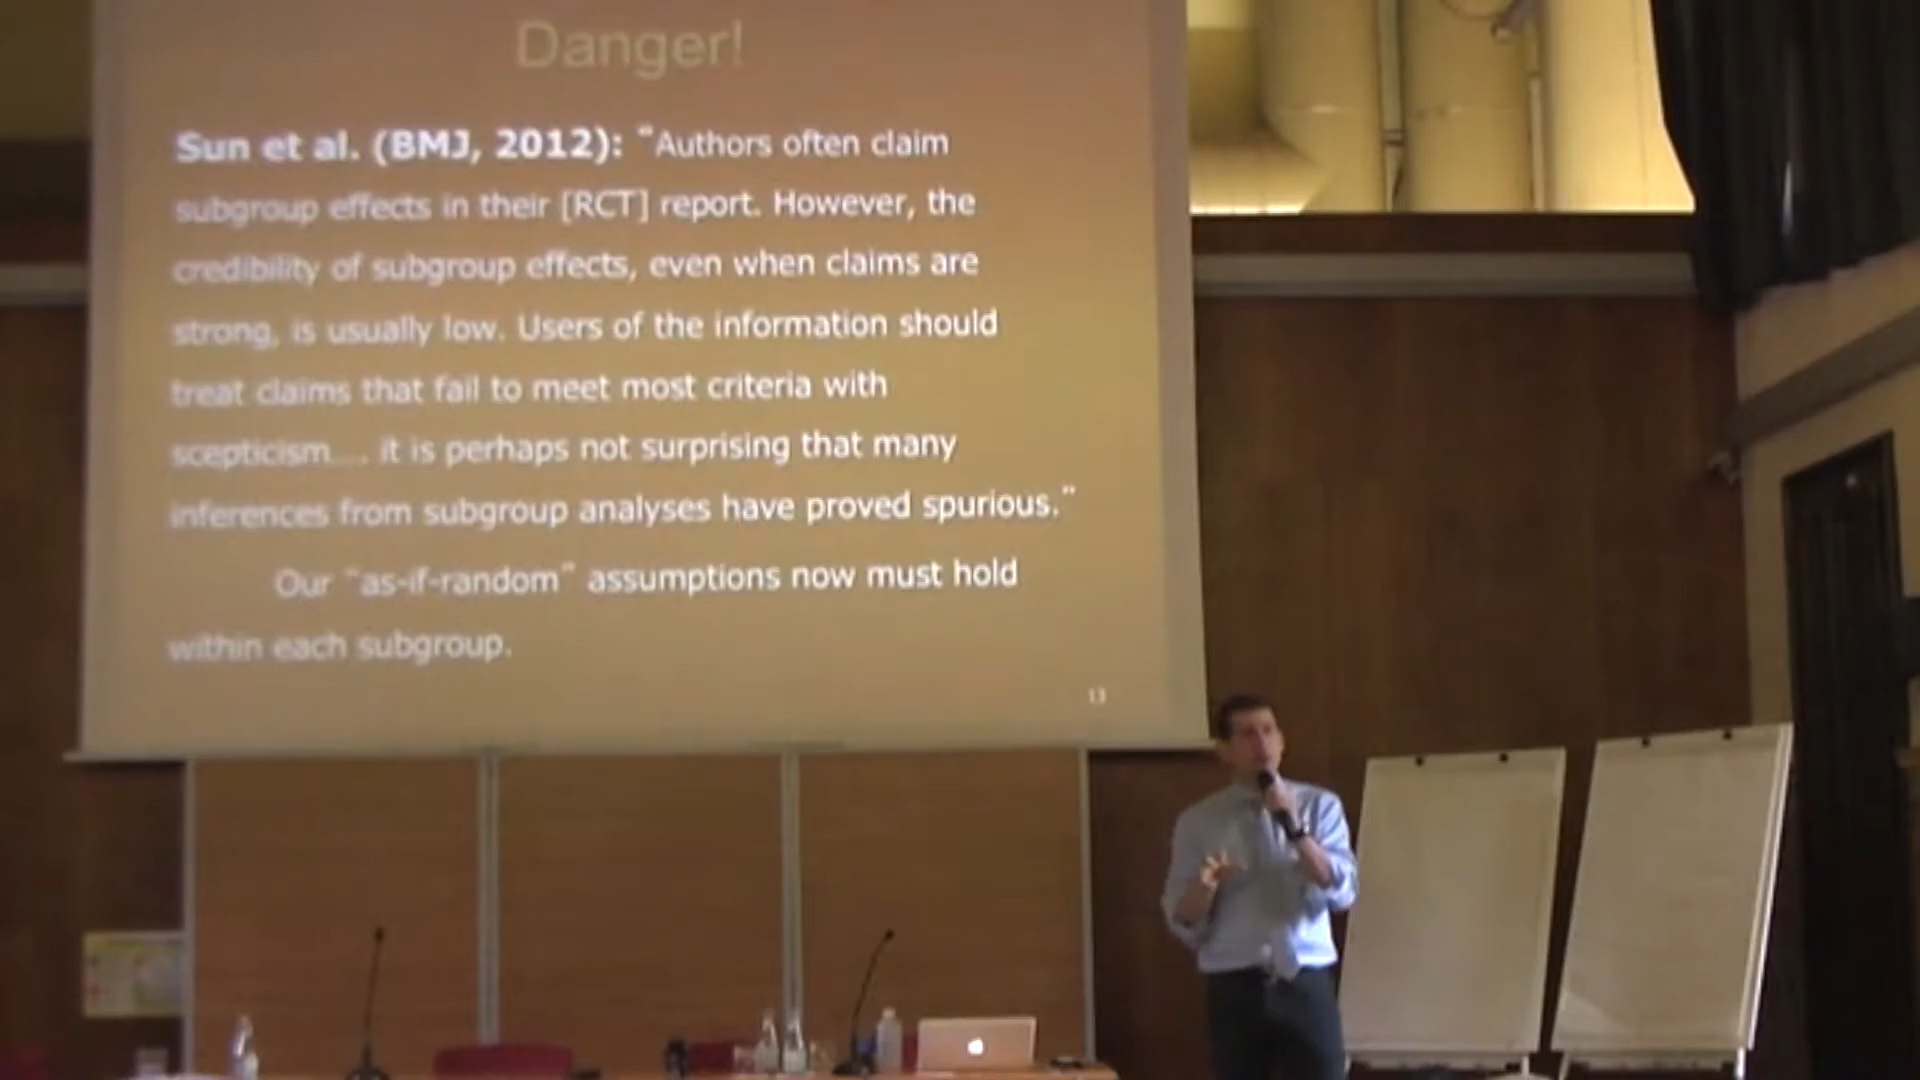 Danger!
Sun et al. (BMJ, 2012): "Authors often claim
subgroup effects in their [RCT] report. However, the
credibility of subgroup effects, even when claims are
strong, is usually low. Users of the information should
treat claims that fail to meet most criteria with
scepticism.... it is perhaps not surprising that many
inferences from subgroup analyses have proved spurious."
Our "as-if-random" assumptions now must hold
within each subgroup.
13